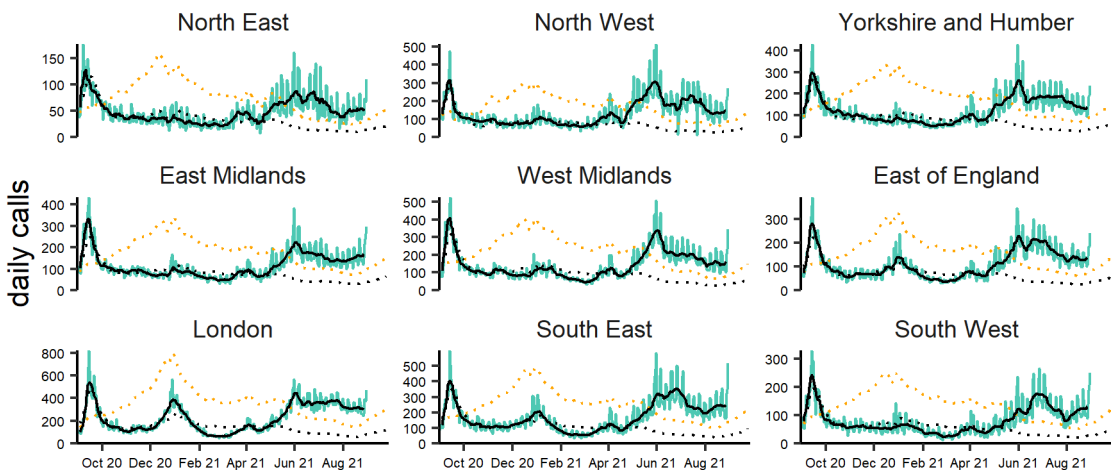 North East North West Yorkshire and Humber
150 500 400
100 400 300
50 300 200
0 200 100
100 0
0
East Midlands West Midlands East of England
400 500 300
300 400 200
200 300 100
100 200 0
0 100
0
daily calls
London South East South West
800 500 300
600 400 200
400 300 100
200 200 0
0 100
0
Oct 20 Dec 20 Feb 21 Apr 21 Jun 21 Aug 21 Oct 20 Dec 20 Feb 21 Apr 21 Jun 21 Aug 21 Oct 20 Dec 20 Feb 21 Apr 21 Jun 21 Aug 21